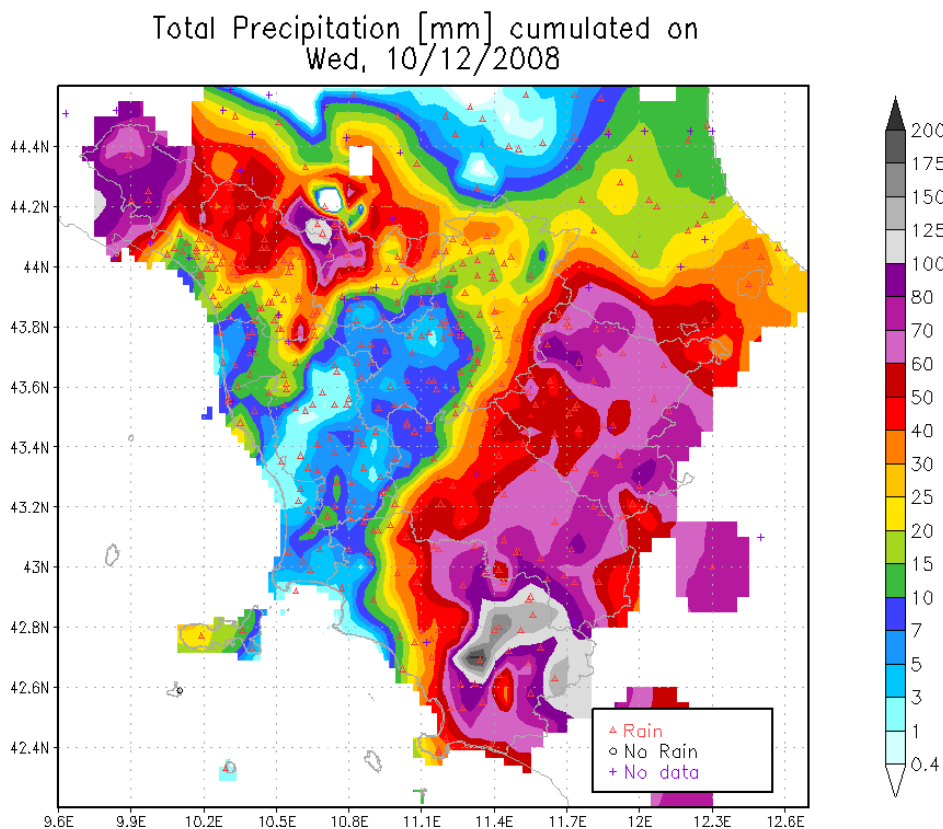 Total Precipitation [mm] cumulated on
Wed, 10/12/2008
200
175
150
125
100
80
70
60
50
40
30
25
20
15
10
7
5
3
1
0.4
44.4N
44.2N
44N
43.8N
43.6N
43.4N
43.2N
43N
42.8N
42.6N
42.4N
Rain
No Rain
No data
9.6E 9.9E 10.2E 10.5E 10.8E 11.1E 11.4E 11.7E 12E 12.3E 12.6E